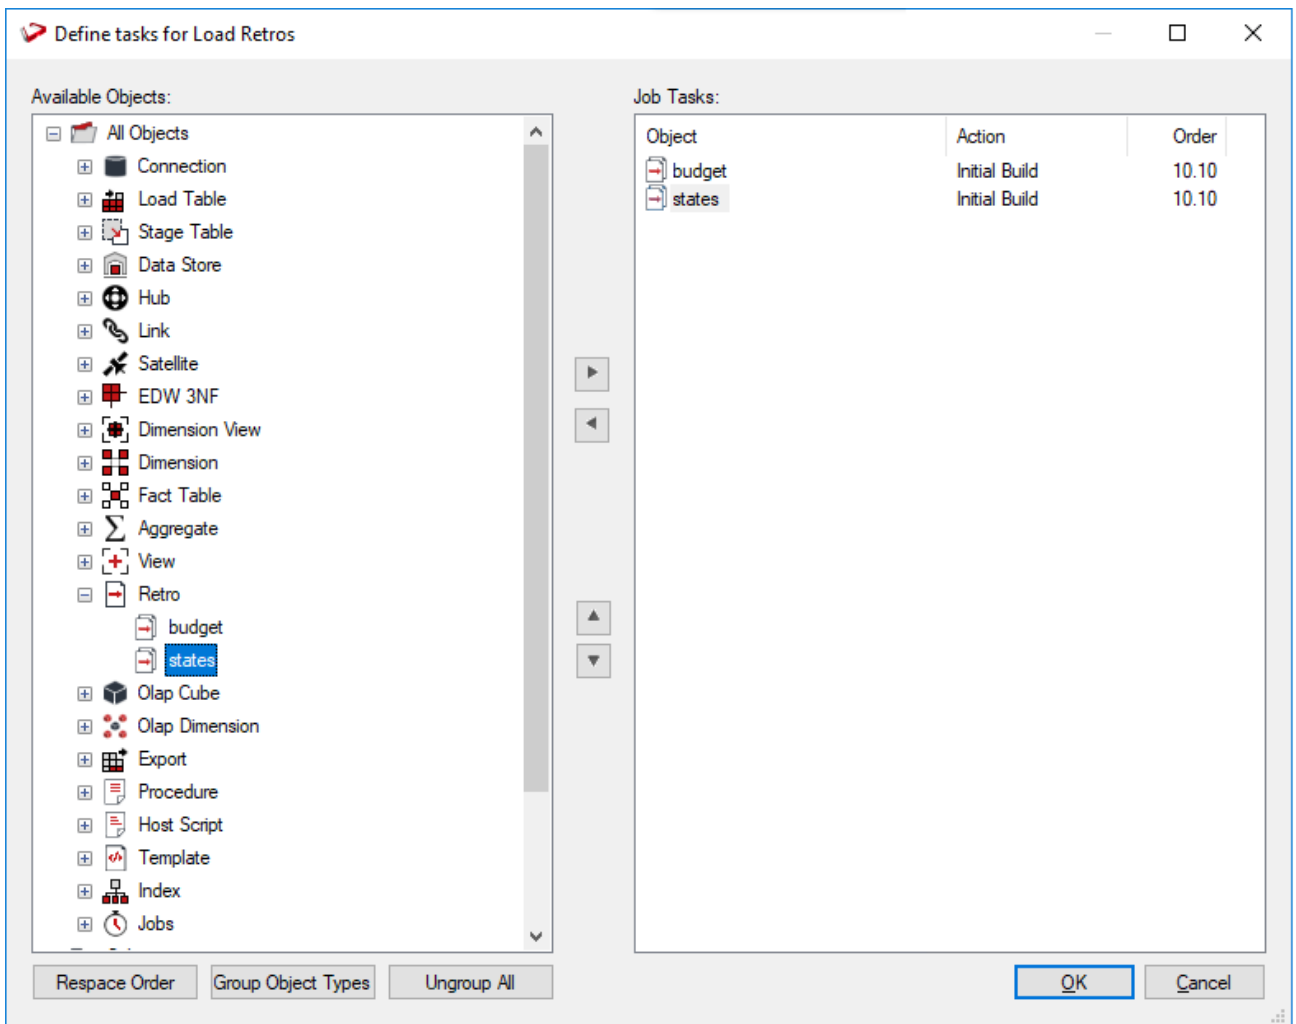 Define tasks for Load Retros
Available Objects:
All Objects
Connection
Load Table
Stage Table
Data Store
Hub
Link
Satellite
EDW 3NF
Dimension View
Dimension
Fact Table
Aggregate
View
Retro
budget
states
Olap Cube
Olap Dimension
Export
Procedure
Host Script
Template
Index
Jobs
Respace Order Group Object Types Ungroup All
Job Tasks:
Object Action Order
budget Initial Build 10.10
states Initial Build 10.10
OK Cancel